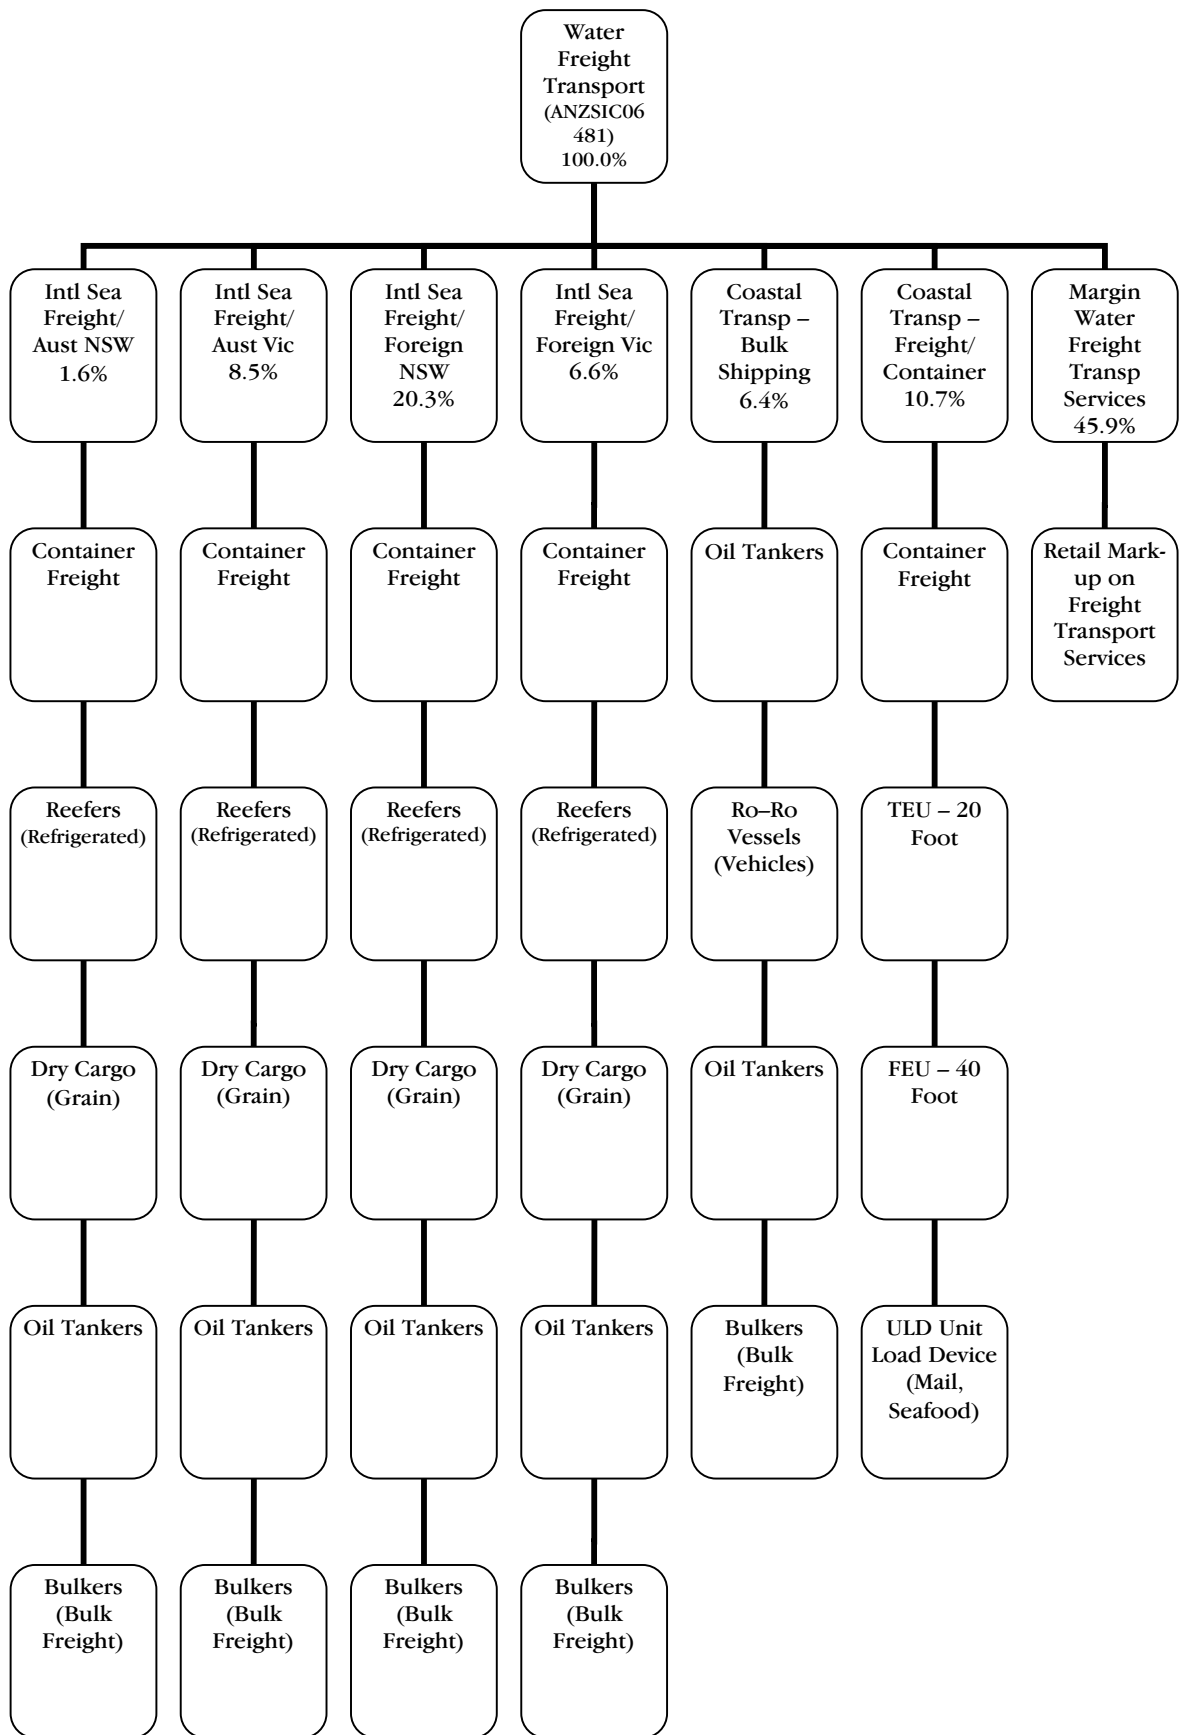 Water
Freight
Transport
(ANZSIC06
481)
100.0%
Intl Sea
Freight/
Aust NSW
1.6%
Intl Sea
Freight/
Aust Vic
8.5%
Intl Sea
Freight/
Foreign
NSW
20.3%
Intl Sea
Freight/
Foreign Vic
6.6%
Coastal
Transp –
Bulk
Shipping
6.4%
Coastal
Transp –
Freight/
Container
10.7%
Margin
Water
Freight
Transp
Services
45.9%
Container
Freight
Container
Freight
Container
Freight
Container
Freight
Oil Tankers
Container
Freight
Retail Mark-
up on
Freight
Transport
Services
Reefers
(Refrigerated)
Reefers
(Refrigerated)
Reefers
(Refrigerated)
Reefers
(Refrigerated)
Ro–Ro
Vessels
(Vehicles)
TEU – 20
Foot
Dry Cargo
(Grain)
Dry Cargo
(Grain)
Dry Cargo
(Grain)
Dry Cargo
(Grain)
Oil Tankers
FEU – 40
Foot
Oil Tankers
Oil Tankers
Oil Tankers
Oil Tankers
Bulkers
(Bulk
Freight)
ULD Unit
Load Device
(Mail,
Seafood)
Bulkers
(Bulk
Freight)
Bulkers
(Bulk
Freight)
Bulkers
(Bulk
Freight)
Bulkers
(Bulk
Freight)